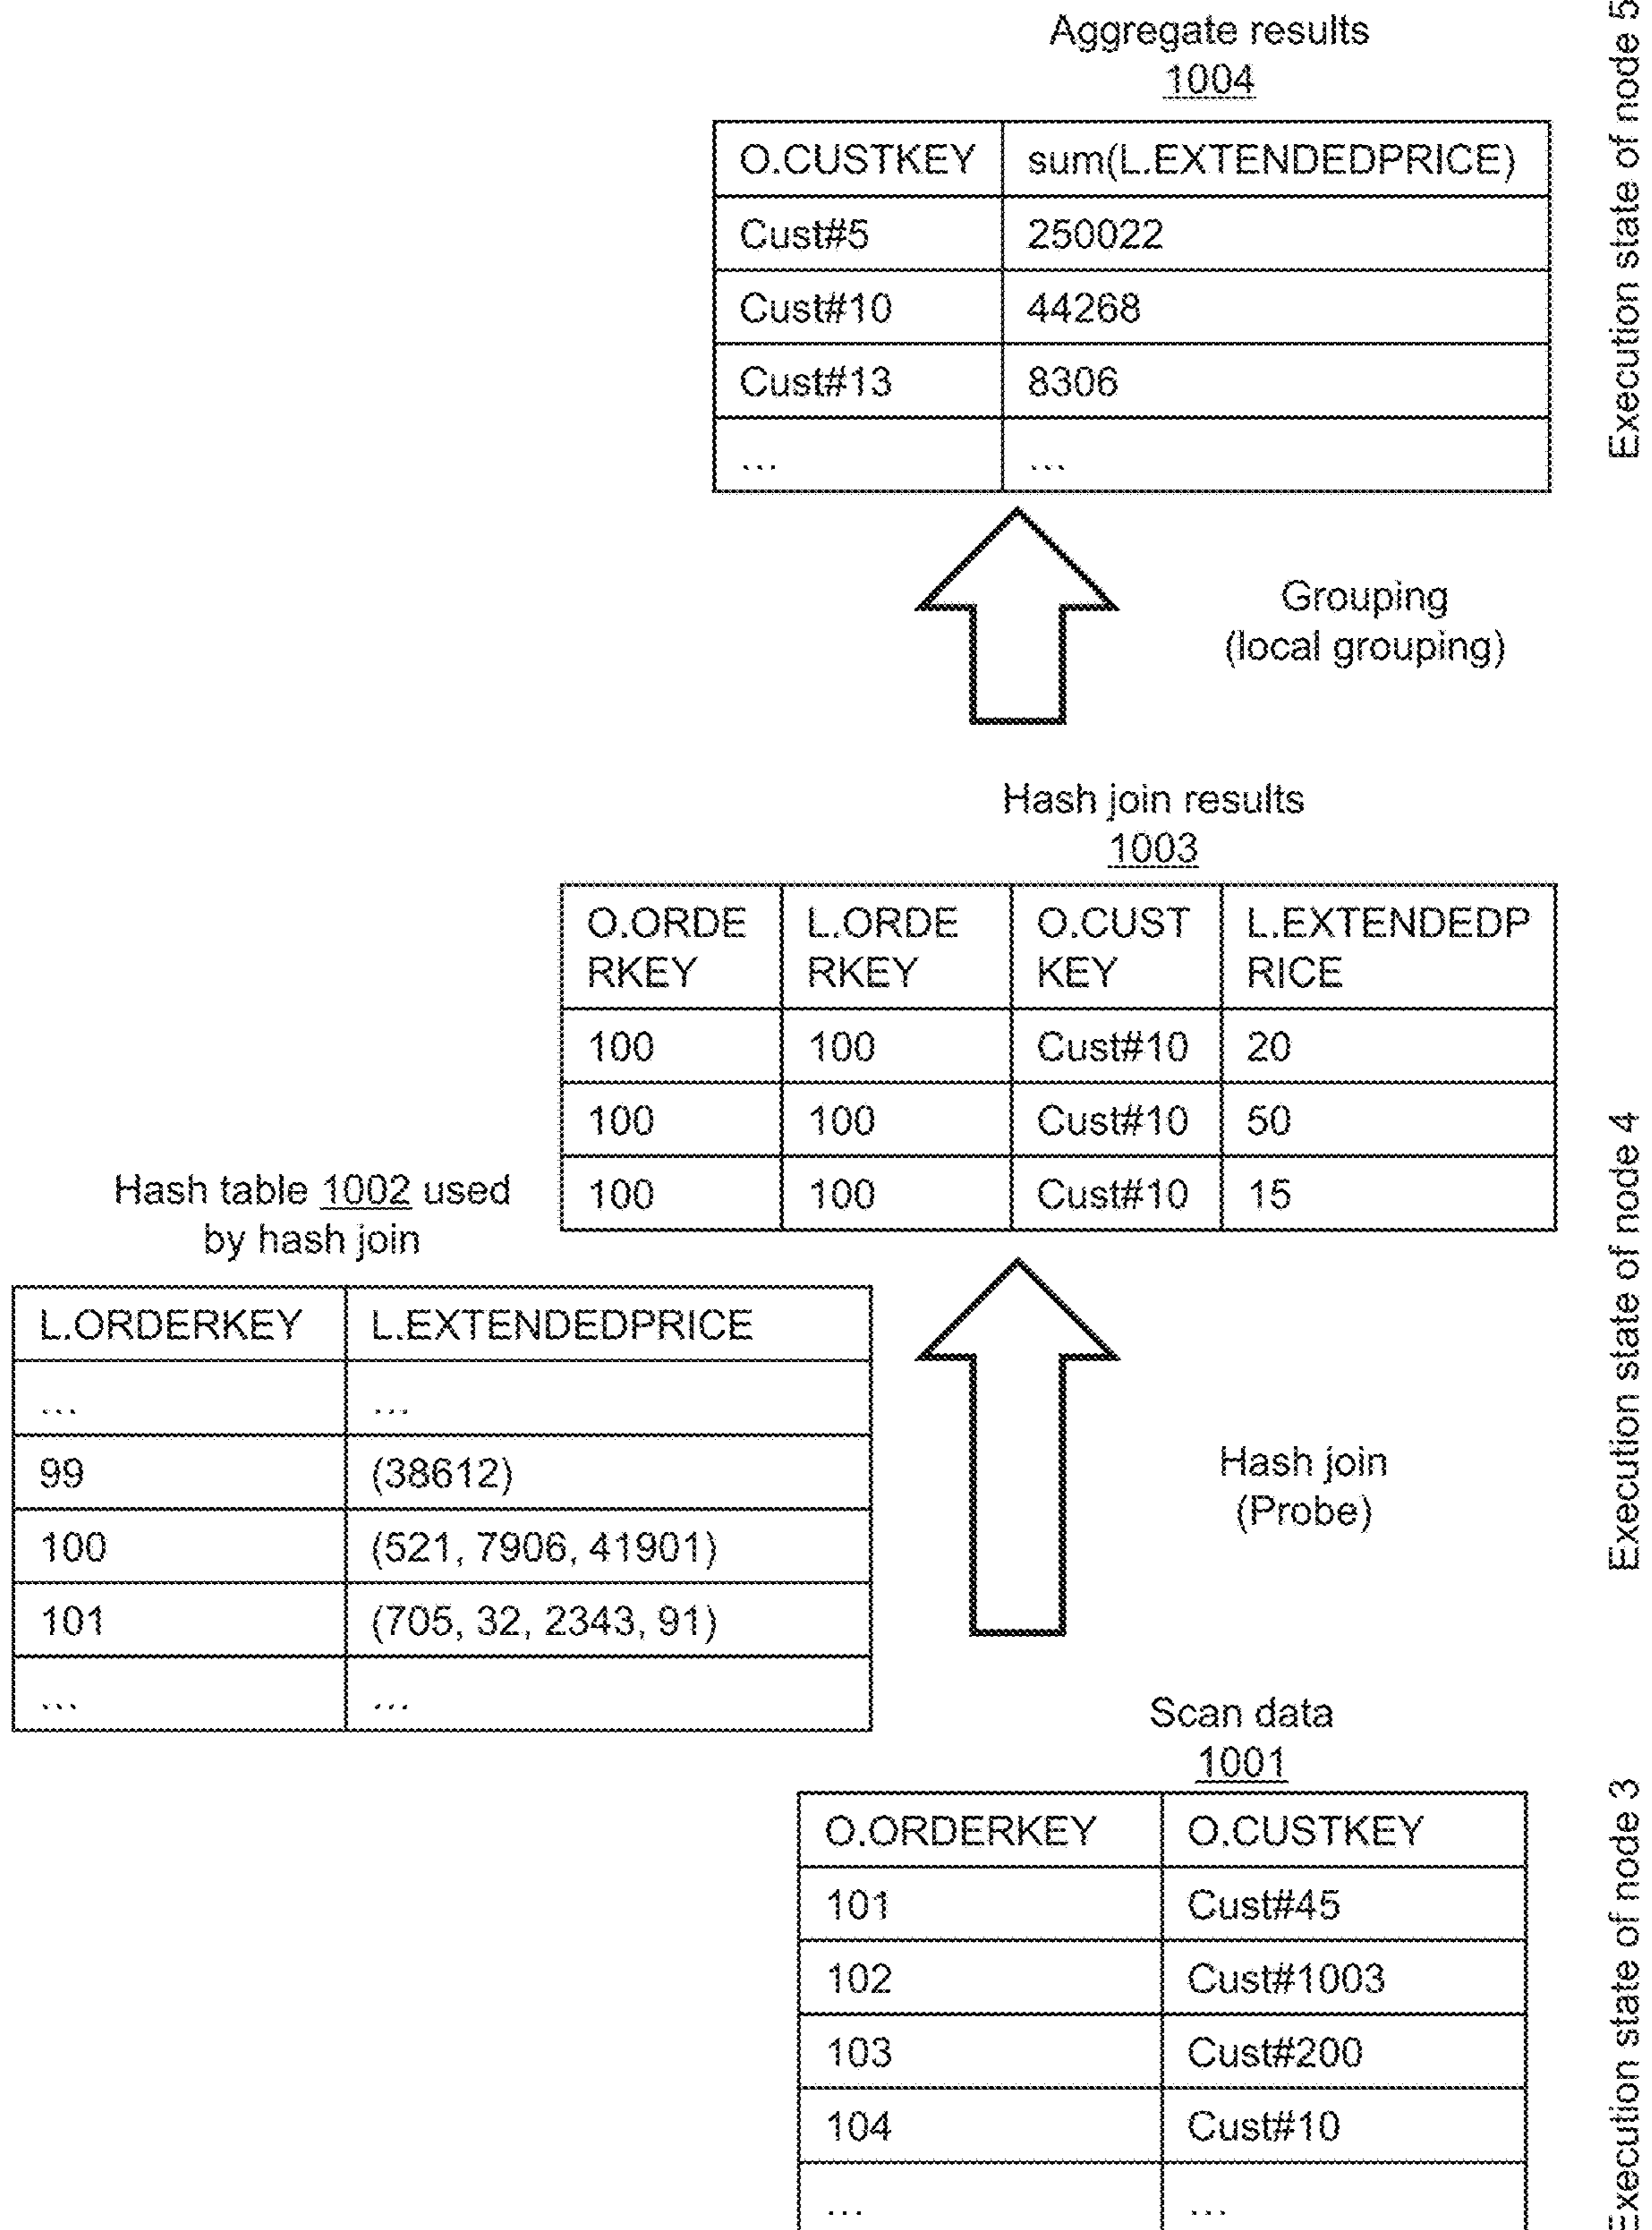 Aggregate results
1004
O.CUSTKEY sum(L.EXTENDEDPRICE)
Cust#5 250022
Cust#10 44268
Cust#13 8306
... ...
Execution state of node 5
Grouping
(local grouping)
Hash join results
1003
O.ORDE L.ORDE O.CUST L.EXTENDEDP
RKEY RKEY KEY RICE
100 100 Cust#10 20
100 100 Cust#10 50
100 100 Cust#10 15
Execution state of node 4
Hash table 1002 used
by hash join
L.ORDERKEY L.EXTENDEDPRICE
... ...
99 (38612)
100 (521, 7906, 41901)
101 (705, 32, 2343, 91)
... ...
Hash join
(Probe)
Scan data
1001
O.ORDERKEY O.CUSTKEY
101 Cust#45
102 Cust#1003
103 Cust#200
104 Cust#10
... ...
Execution state of node 3